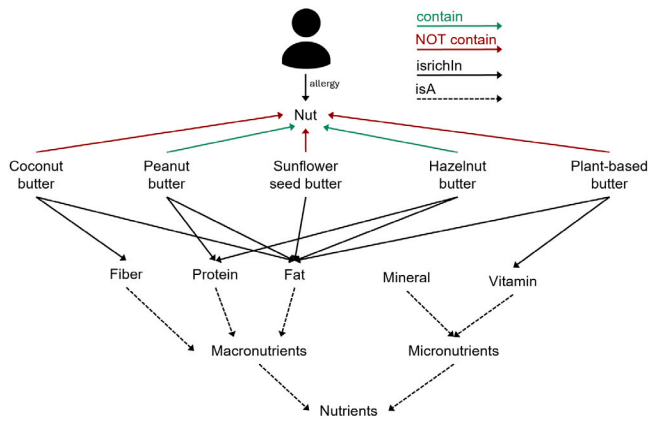 contain
NOT contain
isrichIn
isA
allergy
Nut
Coconut
butter
Peanut
butter
Sunflower
seed butter
Hazelnut
butter
Plant-based
butter
Fiber
Protein
Fat
Mineral
Vitamin
Macronutrients
Micronutrients
Nutrients